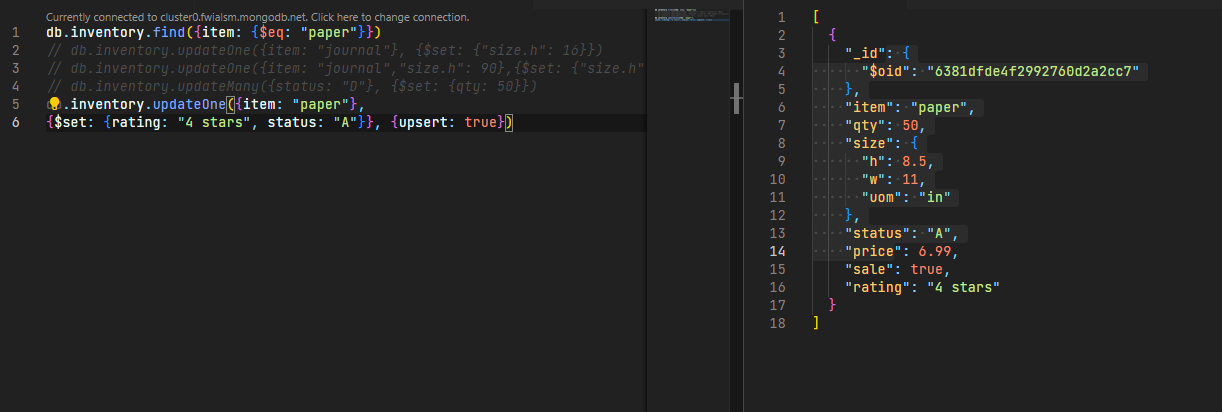 Currently connected to cluster0.fwialsm.mongodb.net. Click here to change connection.
1 db.inventory.find({item: {$eq: "paper"}})
2 // db.inventory.updateOne({item: "journal"}, {$set: {"size.h": 16}})
3 // db.inventory.updateOne({item: "journal","size.h": 90},{$set: {"size.h"
4 // db.inventory.updateMany({status: "D"}, {$set: {qty: 50}})
5 .inventory.updateOne({item: "paper"},
6 {$set: {rating: "4 stars", status: "A"}}, {upsert: true})
1 [
2 {
3 "_id": {
4 "$oid": "6381dfde4f2992760d2a2cc7"
5 },
6 "item": "paper",
7 "qty": 50,
8 "size": {
9 "h": 8.5,
10 "w": 11,
11 "uom": "in"
12 },
13 "status": "A",
14 "price": 6.99,
15 "sale": true,
16 "rating": "4 stars"
17 }
18 ]